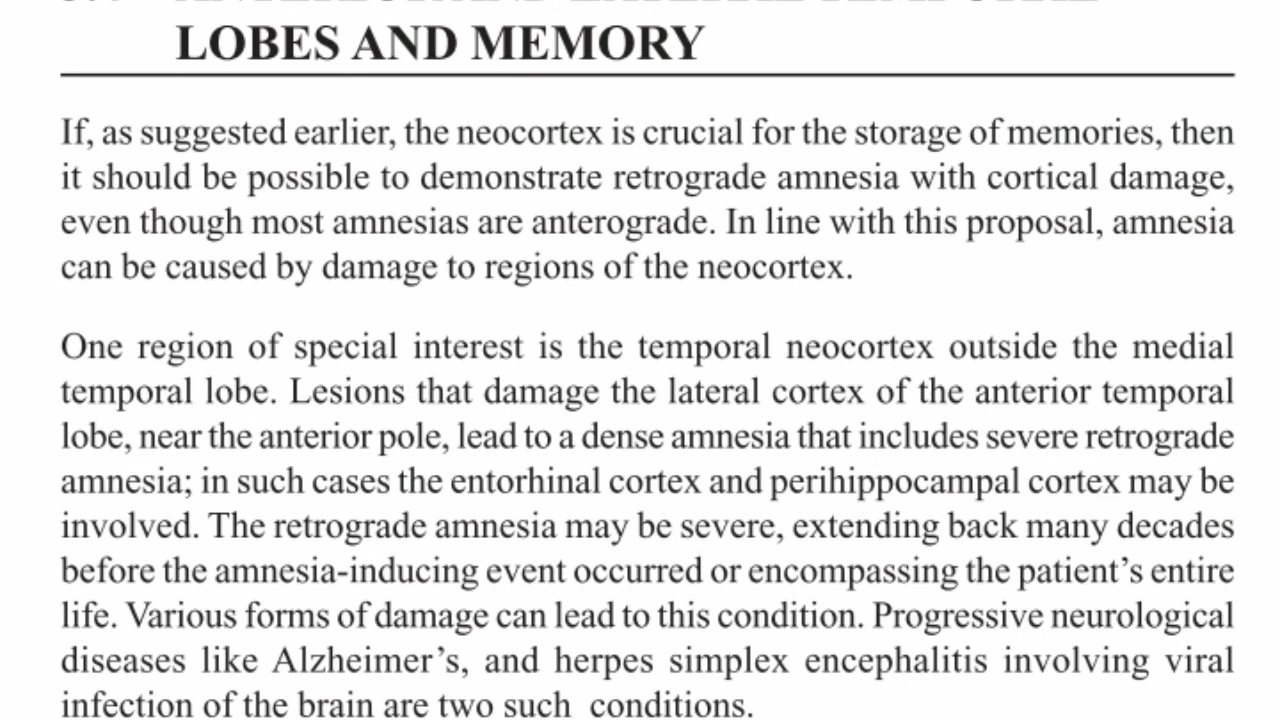 LOBES AND MEMORY
If, as suggested earlier, the neocortex is crucial for the storage of memories, then
it should be possible to demonstrate retrograde amnesia with cortical damage,
even though most amnesias are anterograde. In line with this proposal, amnesia
can be caused by damage to regions of the neocortex.
One region of special interest is the temporal neocortex outside the medial
temporal lobe. Lesions that damage the lateral cortex of the anterior temporal
lobe, near the anterior pole, lead to a dense amnesia that includes severe retrograde
amnesia; in such cases the entorhinal cortex and perihippocampal cortex may be
involved. The retrograde amnesia may be severe, extending back many decades
before the amnesia-inducing event occurred or encompassing the patient’s entire
life. Various forms of damage can lead to this condition. Progressive neurological
diseases like Alzheimer’s, and herpes simplex encephalitis involving viral
infection of the brain are two such conditions.